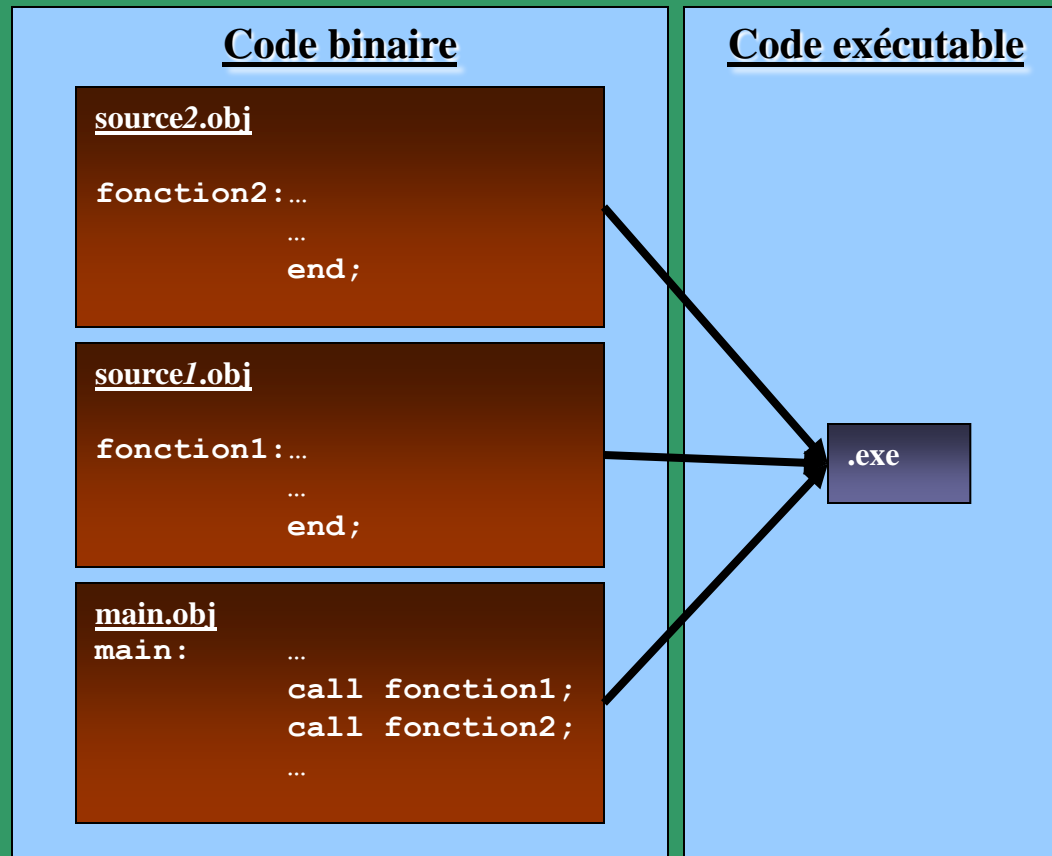 Code binaire
source2.obj
fonction2:…
…
end;
source1.obj
fonction1:…
…
end;
main.obj
main: …
call fonction1;
call fonction2;
…
Code exécutable
.exe